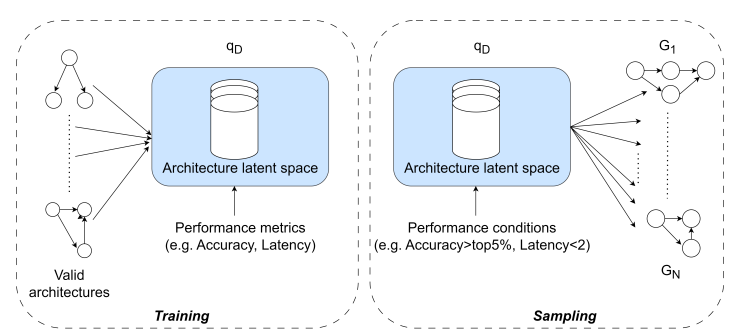 q_D
Architecture latent space
Performance metrics
(e.g. Accuracy, Latency)
Valid
architectures
Training
q_D
G_1
Architecture latent space
Performance conditions
(e.g. Accuracy>top5%, Latency<2)
G_N
Sampling